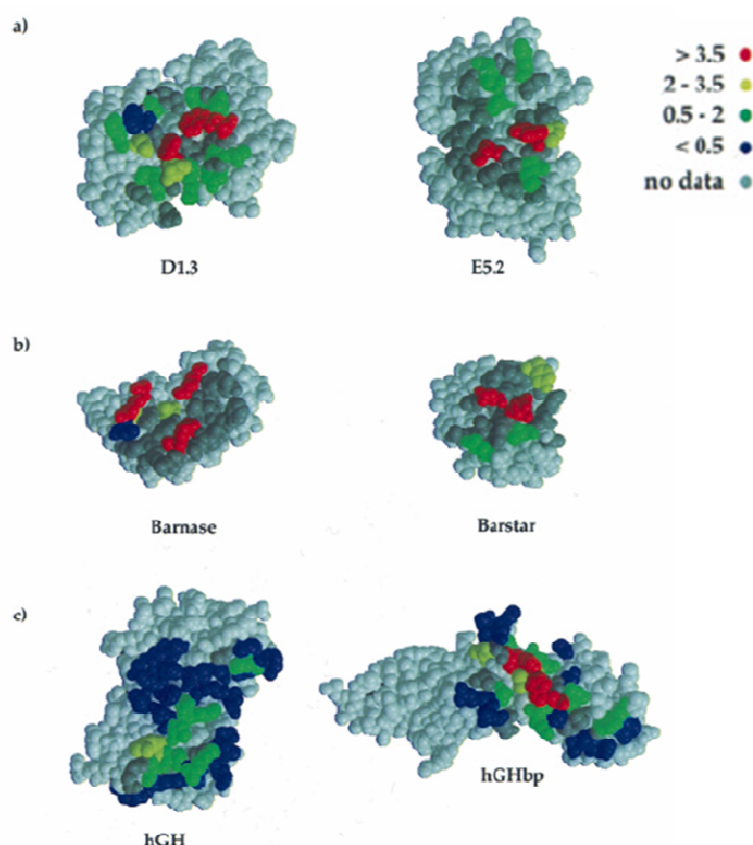 a)
> 3.5
2 - 3.5
0.5 - 2
< 0.5
no data
D1.3
E5.2
b)
Barnase
Barstar
c)
hGH
hGHbp